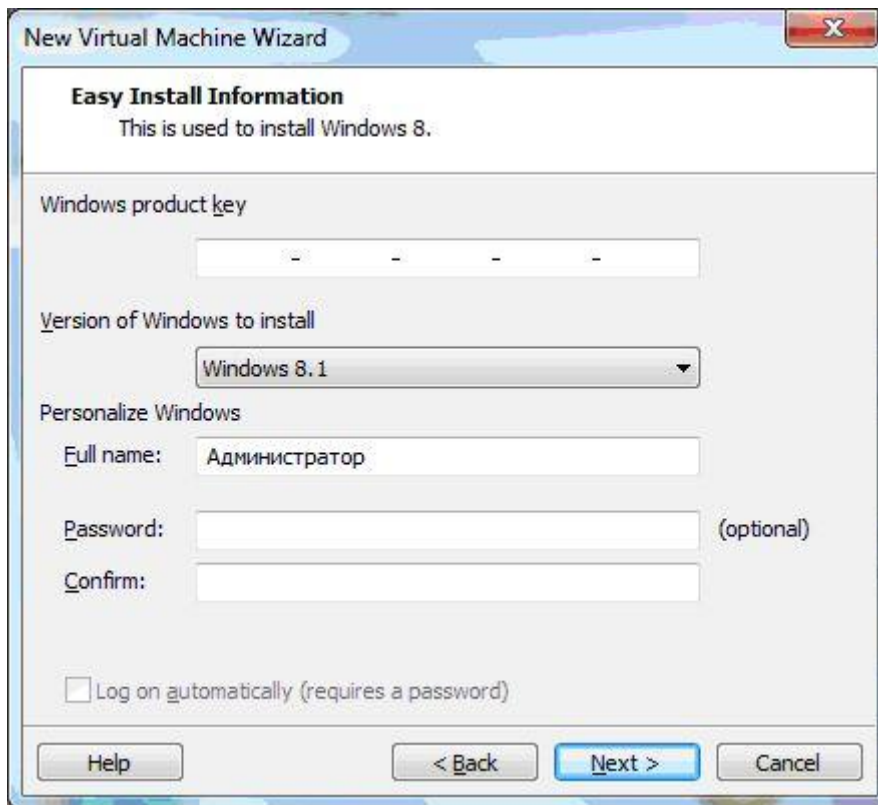 New Virtual Machine Wizard
Easy Install Information
This is used to install Windows 8.
Windows product key
- - - -
Version of Windows to install
Windows 8.1
Personalize Windows
Full name: Администратор
Password: (optional)
Confirm:
Log on automatically (requires a password)
Help < Back Next > Cancel